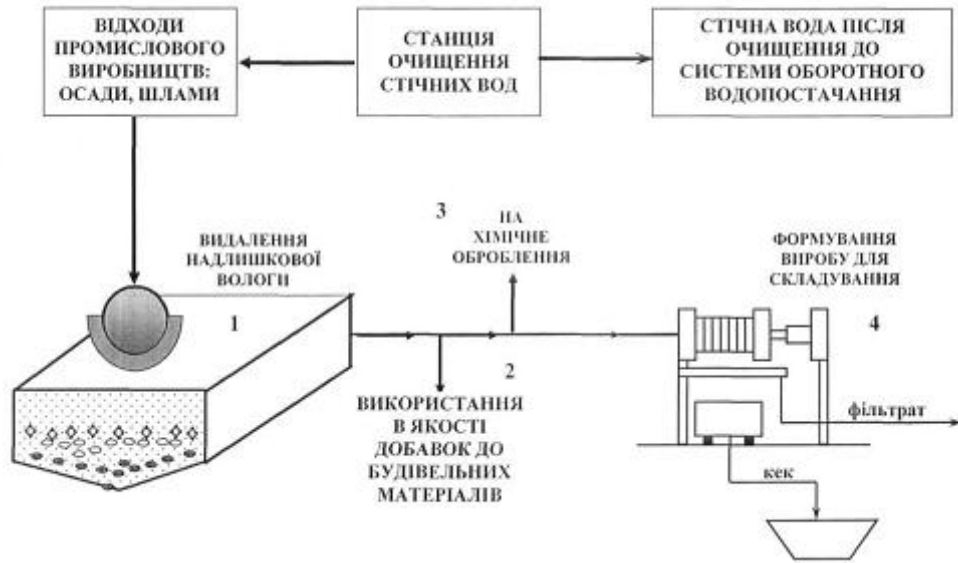 ВІДХОДИ
ПРОМИСЛОВОГО
ВИРОБНИЦТВ:
ОСАДИ, ШЛАМИ
СТАНЦІЯ
ОЧИЩЕННЯ
СТІЧНИХ ВОД
СТІЧНА ВОДА ПІСЛЯ
ОЧИЩЕННЯ ДО
СИСТЕМИ ОБОРОТНОГО
ВОДОПОСТАЧАННЯ
ВИДАЛЕННЯ
НАДЛИШКОВОЇ
ВОЛОГИ
1
3
НА
ХІМІЧНЕ
ОБРОБЛЕННЯ
ФОРМУВАННЯ
ВИРОБУ ДЛЯ
СКЛАДУВАННЯ
4
2
ВИКОРИСТАННЯ
В ЯКОСТІ
ДОБАВОК ДО
БУДІВЕЛЬНИХ
МАТЕРІАЛІВ
фільтрат
кек